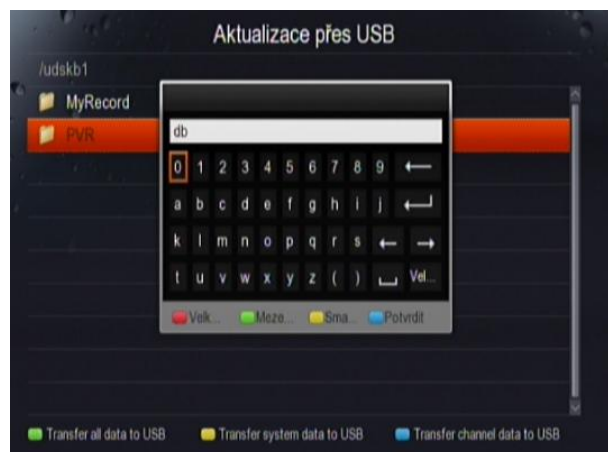 Aktualizace přes USB
/udskb1
MyRecord
PVR
db
0 1 2 3 4 5 6 7 8 9 ←
a b c d e f g h i j ↵
k l m n o p q r s ← →
t u v w x y z ( ) ⎵ Vel...
Velk... Meze... Sma... Potvrdit
Transfer all data to USB Transfer system data to USB Transfer channel data to USB